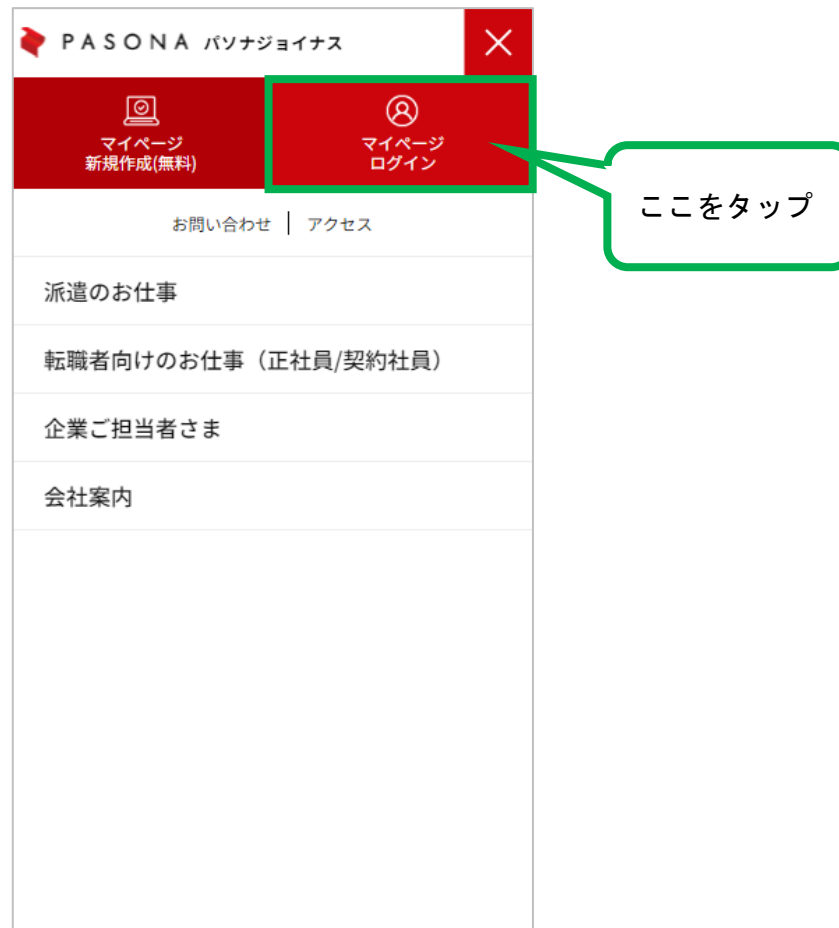 PASONA パソナジョイナス
マイページ
新規作成(無料)
マイページ
ログイン
ここをタップ
お問い合わせ | アクセス
派遣のお仕事
転職者向けのお仕事（正社員/契約社員）
企業ご担当者さま
会社案内